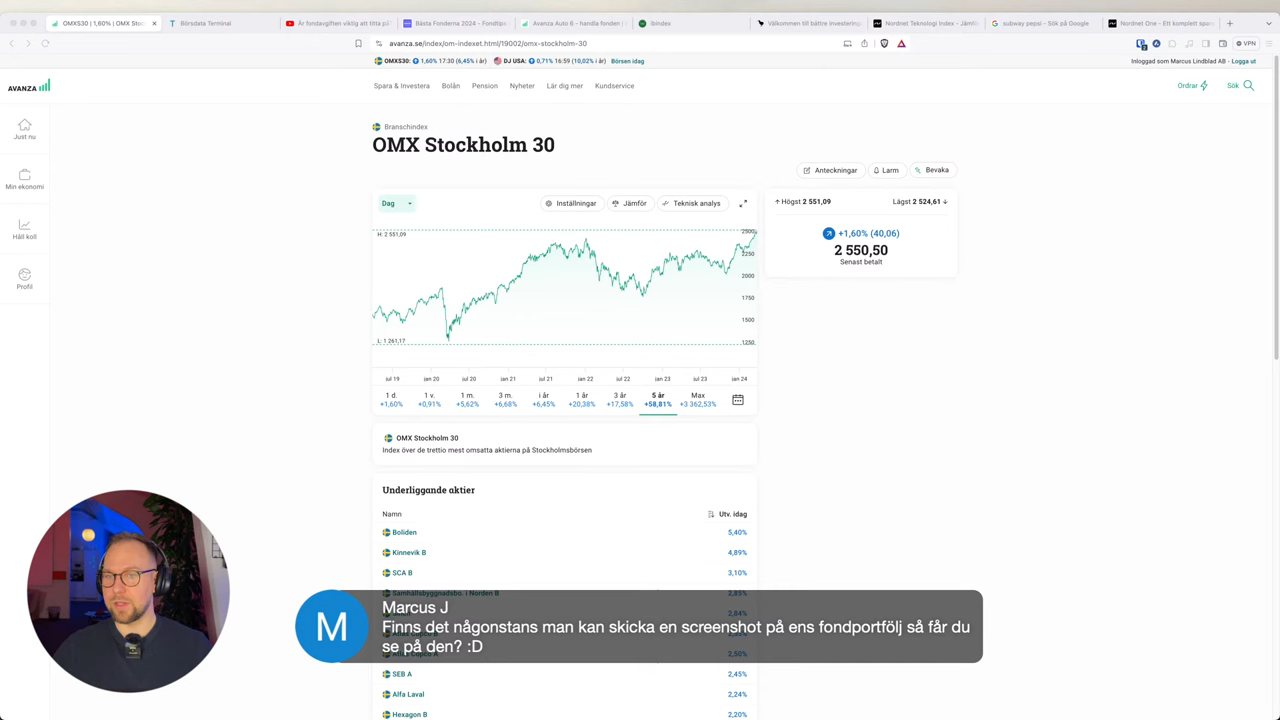 OMXS30 | 1,60% | OMX Stoc
Börsdata Terminal
Är fondavgiften viktig att titta på
Bästa Fonderna 2024 - Fondtips
Avanza Auto 6 - handla fonden |
ibindex
Välkommen till bättre investering
Nordnet Teknologi Index - Jämför
subway pepsi - Sök på Google
Nordnet One - Ett komplett spar
avanza.se/index/om-indexet.html/19002/omx-stockholm-30
VPN
OMXS30: 1,60% 17:30 (6,45% i år) DJ USA: 0,71% 16:59 (10,02% i år) Börsen idag
Inloggad som Marcus Lindblad AB - Logga ut
AVANZA
Spara & Investera Bolån Pension Nyheter Lär dig mer Kundservice
Ordrar Sök
Just nu
Min ekonomi
Håll koll
Profil
Branschindex
OMX Stockholm 30
Anteckningar Larm Bevaka
Dag
Inställningar Jämför Teknisk analys
Högst 2 551,09 Lägst 2 524,61
+1,60% (40,06)
2 550,50
Senast betalt
H: 2 551,09
2500
2250
2000
1750
1500
1250
L: 1 261,17
jul 19 jan 20 jul 20 jan 21 jul 21 jan 22 jul 22 jan 23 jul 23 jan 24
1 d. 1 v. 1 m. 3 m. i år 1 år 3 år 5 år Max
+1,60% +0,91% +5,62% +6,68% +6,45% +20,38% +17,58% +58,81% +3 362,53%
OMX Stockholm 30
Index över de trettio mest omsatta aktierna på Stockholmsbörsen
Underliggande aktier
Namn Utv. idag
Boliden 5,40%
Kinnevik B 4,89%
SCA B 3,10%
Samhällsbyggnadsbo. i Norden B 2,85%
2,84%
M
Marcus J
Finns det någonstans man kan skicka en screenshot på ens fondportfölj så får du
se på den? :D
2,50%
SEB A 2,45%
Alfa Laval 2,24%
Hexagon B 2,20%